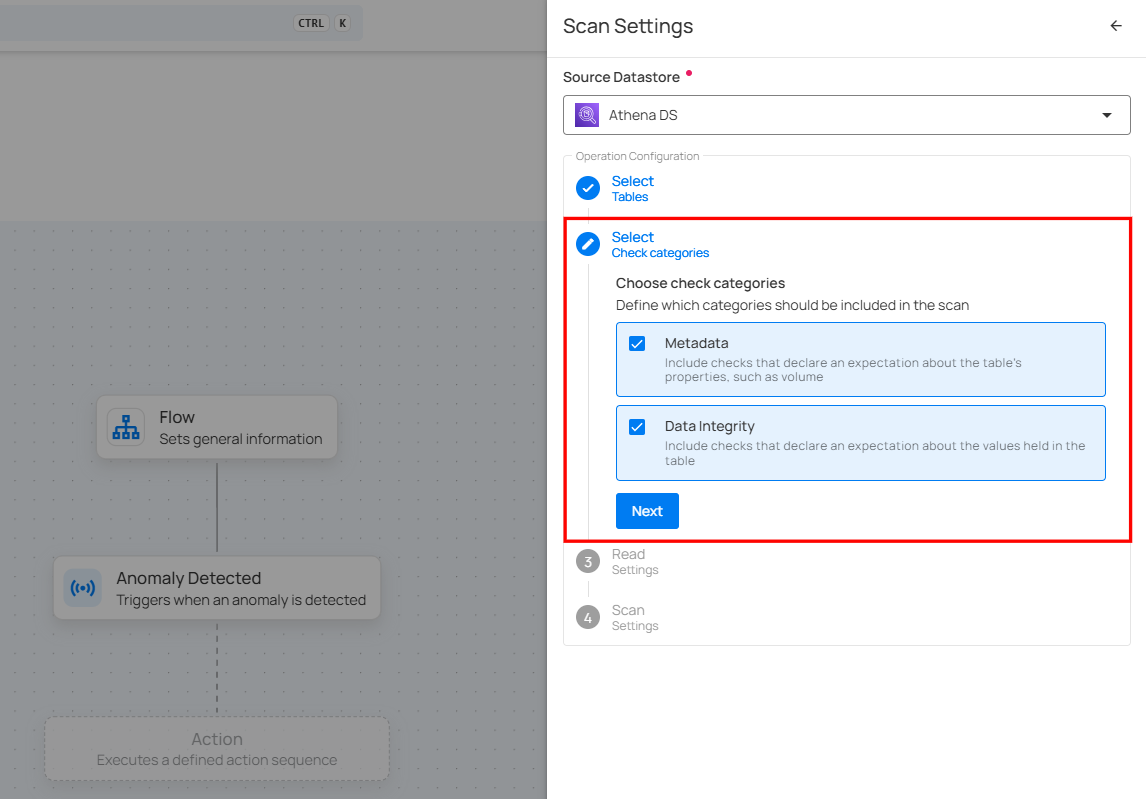 CTRL K
Scan Settings
Source Datastore
Athena DS
Operation Configuration
Select
Tables
Select
Check categories
Choose check categories
Define which categories should be included in the scan
Metadata
Include checks that declare an expectation about the table's
properties, such as volume
Data Integrity
Include checks that declare an expectation about the values held in the
table
Next
3
Read
Settings
4
Scan
Settings
Flow
Sets general information
Anomaly Detected
Triggers when an anomaly is detected
Action
Executes a defined action sequence